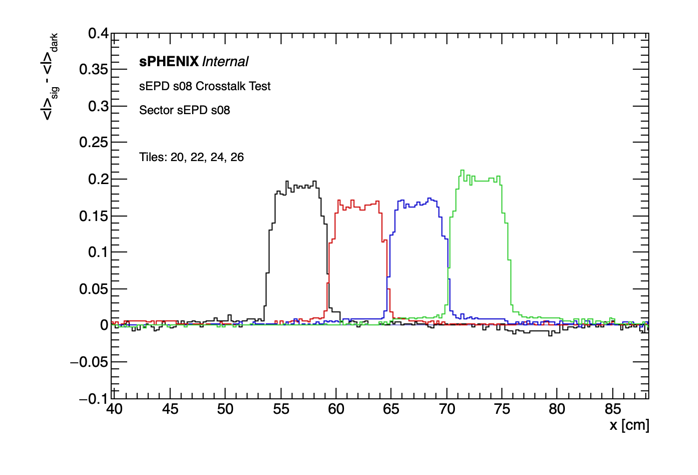 <I>sig - <I>dark
0.4
sPHENIX Internal
0.35
sEPD s08 Crosstalk Test
0.3
Sector sEPD s08
0.25
Tiles: 20, 22, 24, 26
0.2
0.15
0.1
0.05
0
−0.05
−0.1
40 45 50 55 60 65 70 75 80 85
x [cm]